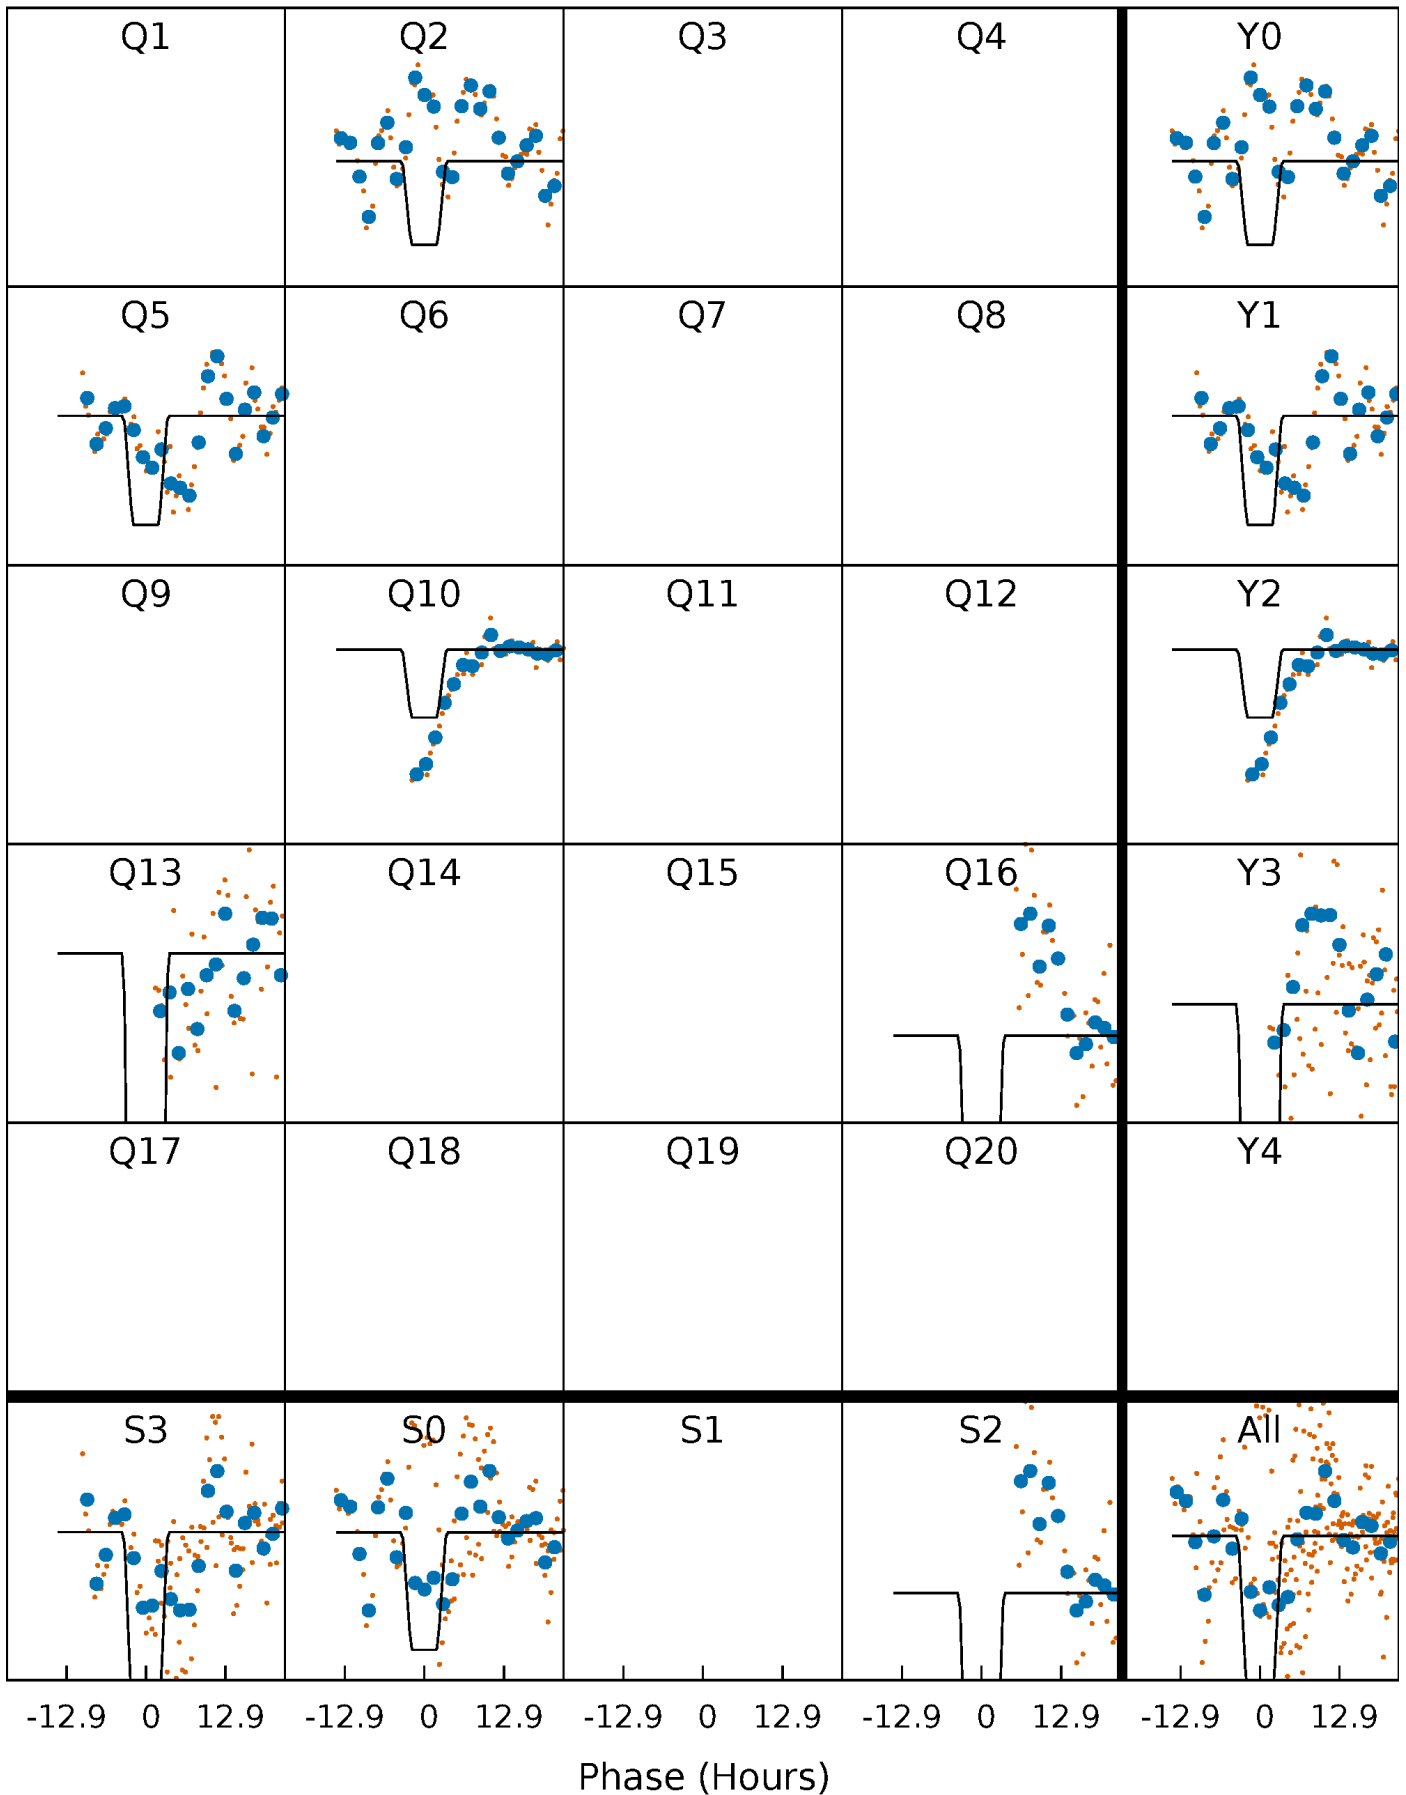 Q1 Q2 Q3 Q4 Y0
Q5 Q6 Q7 Q8 Y1
Q9 Q10 Q11 Q12 Y2
Q13 Q14 Q15 Q16 Y3
Q17 Q18 Q19 Q20 Y4
S3 S0 S1 S2 All
-12.9 0 12.9 -12.9 0 12.9 -12.9 0 12.9 -12.9 0 12.9 -12.9 0 12.9
Phase (Hours)